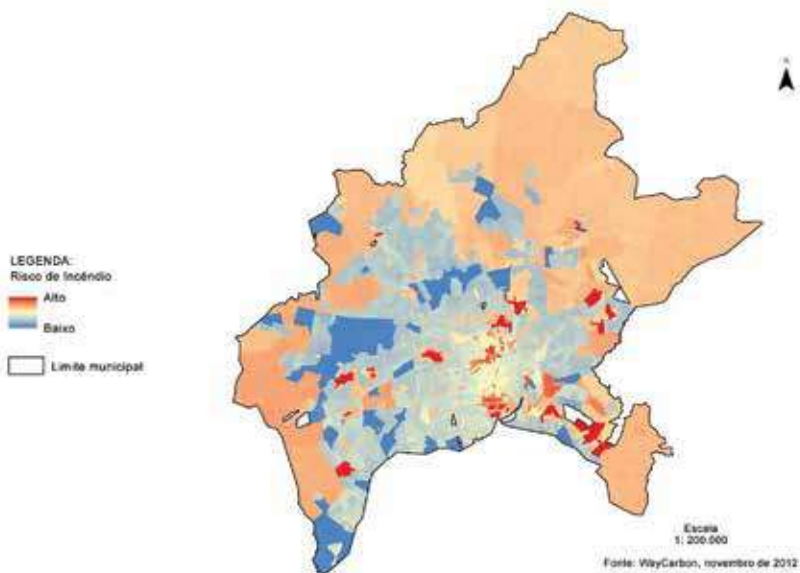 N
LEGENDA:
Risco de Incêndio
Alto
Baixo
Limite municipal
Escala
1: 200.000
Fonte: WayCarbon, novembro de 2012